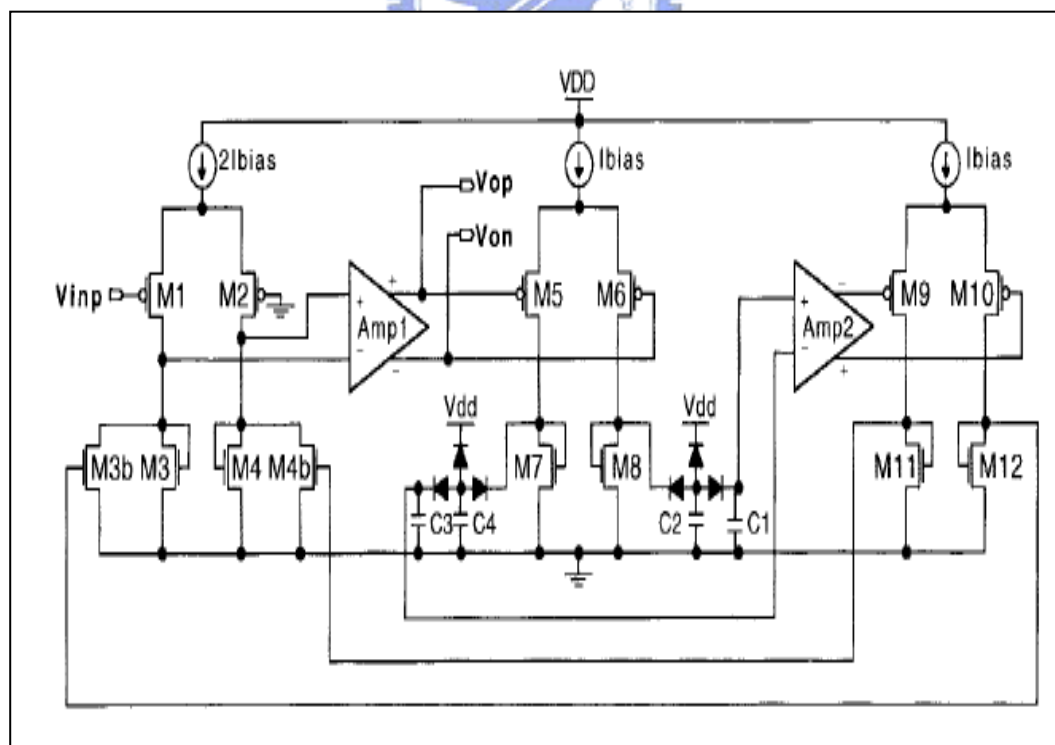 VDD
2Ibias
Ibias
Ibias
Vop
Von
Vinp
M1
M2
+
Amp1
-
+
-
M5
M6
+
Amp2
-
-
+
M9
M10
Vdd
Vdd
M3b
M3
M4
M4b
M7
M8
M11
M12
C3
C4
C2
C1